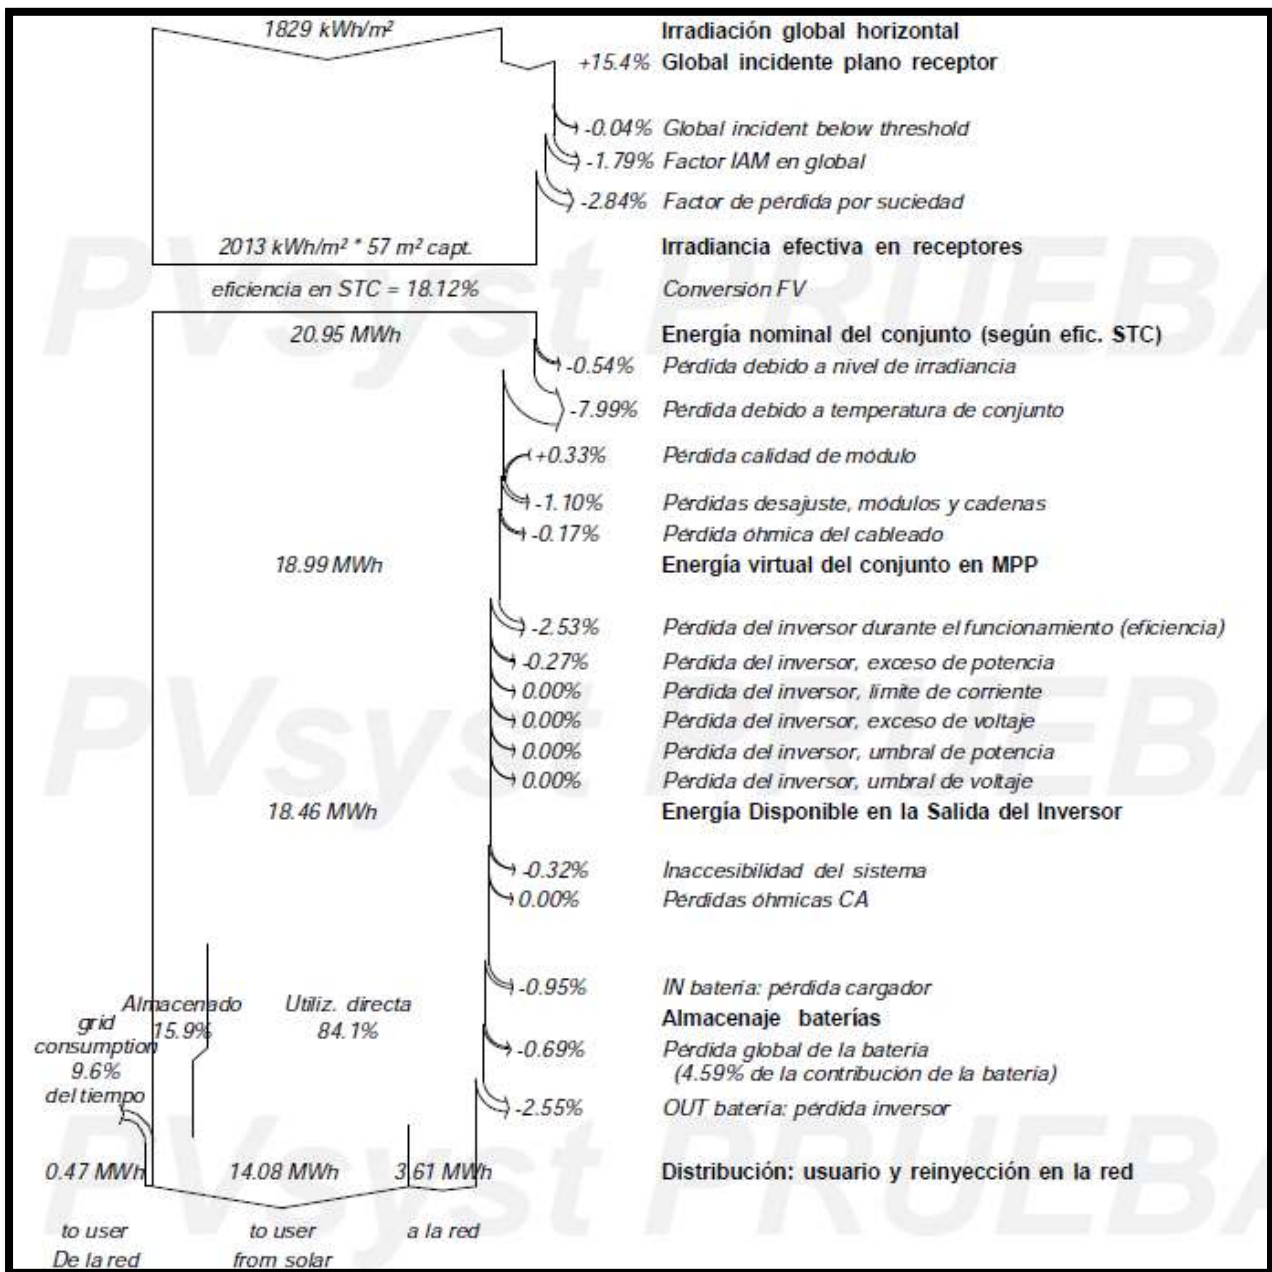 1829 kWh/m² Irradiación global horizontal
+15.4% Global incidente plano receptor
-0.04% Global incident below threshold
-1.79% Factor IAM en global
-2.84% Factor de pérdida por suciedad
2013 kWh/m² * 57 m² capt. Irradiancia efectiva en receptores
eficiencia en STC = 18.12% Conversión FV
20.95 MWh Energía nominal del conjunto (según efic. STC)
-0.54% Pérdida debido a nivel de irradiancia
-7.99% Pérdida debido a temperatura de conjunto
+0.33% Pérdida calidad de módulo
-1.10% Pérdidas desajuste, módulos y cadenas
-0.17% Pérdida óhmica del cableado
18.99 MWh Energía virtual del conjunto en MPP
-2.53% Pérdida del inversor durante el funcionamiento (eficiencia)
-0.27% Pérdida del inversor, exceso de potencia
0.00% Pérdida del inversor, límite de corriente
0.00% Pérdida del inversor, exceso de voltaje
0.00% Pérdida del inversor, umbral de potencia
0.00% Pérdida del inversor, umbral de voltaje
18.46 MWh Energía Disponible en la Salida del Inversor
-0.32% Inaccesibilidad del sistema
0.00% Pérdidas óhmicas CA
-0.95% IN batería: pérdida cargador
Almacenado Utiliz. directa Almacenaje baterías
15.9% 84.1%
grid
consumption
9.6%
del tiempo
-0.69% Pérdida global de la batería
(4.59% de la contribución de la batería)
-2.55% OUT batería: pérdida inversor
0.47 MWh 14.08 MWh 3.61 MWh Distribución: usuario y reinyección en la red
to user to user a la red
De la red from solar
PVsyst PRUEBA
PVsyst PRUEBA
PVsyst PRUEBA